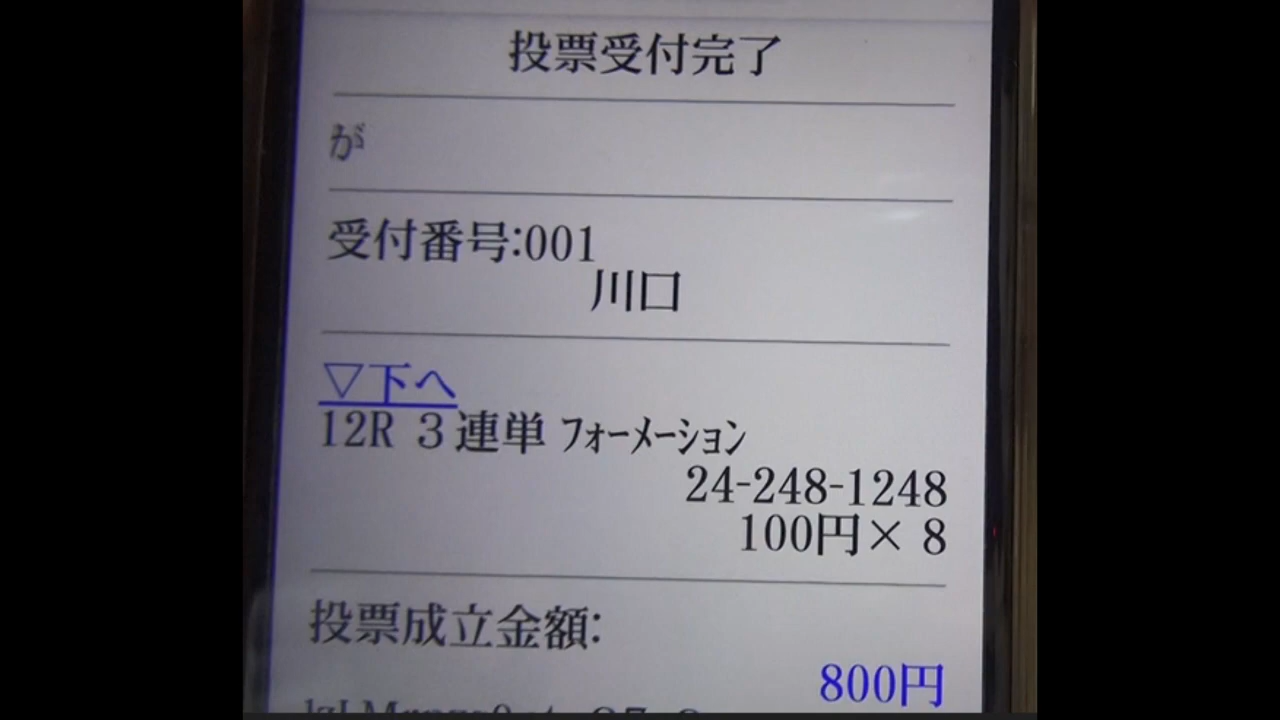 投票受付完了
が
受付番号:001
川口
▽下へ
12R 3連単 ﾌｫｰﾒｰｼｮﾝ
24-248-1248
100円× 8
投票成立金額:
800円